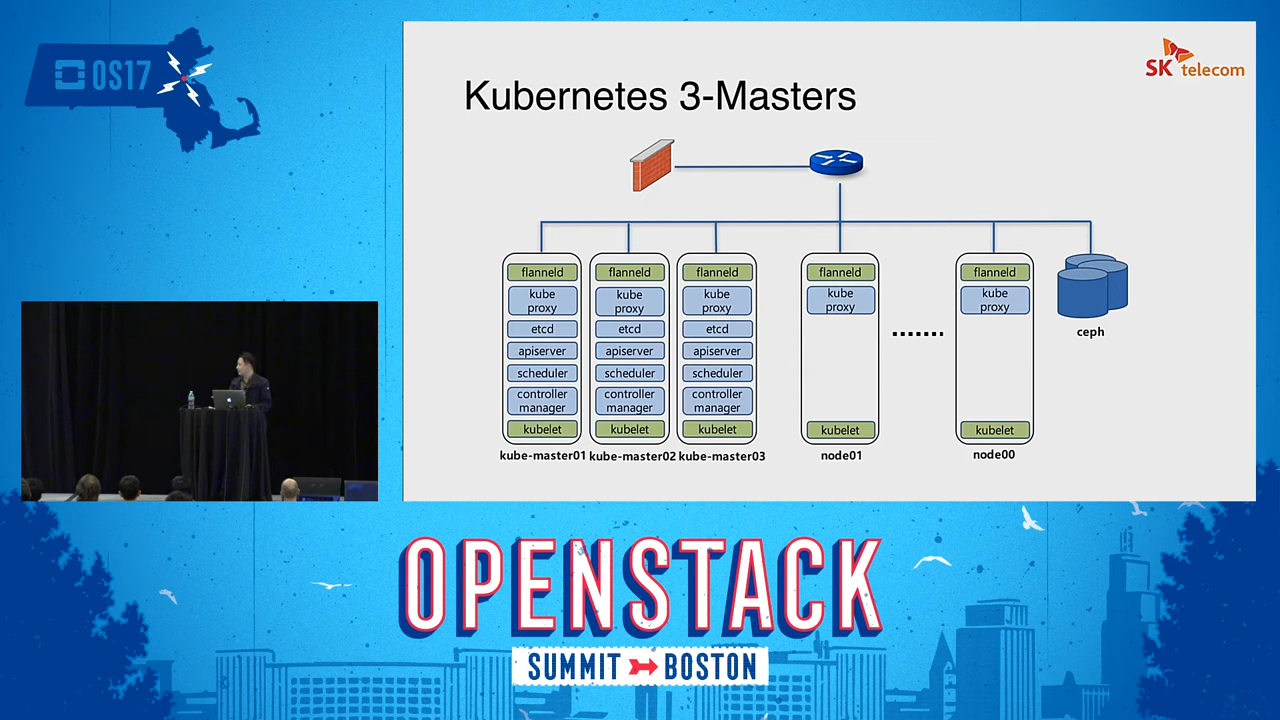 OS17
SK telecom
Kubernetes 3-Masters
flanneld
kube
proxy
etcd
apiserver
scheduler
controller
manager
kubelet
kube-master01
flanneld
kube
proxy
etcd
apiserver
scheduler
controller
manager
kubelet
kube-master02
flanneld
kube
proxy
etcd
apiserver
scheduler
controller
manager
kubelet
kube-master03
flanneld
kube
proxy
kubelet
node01
.......
flanneld
kube
proxy
kubelet
node00
ceph
OPENSTACK
SUMMIT BOSTON